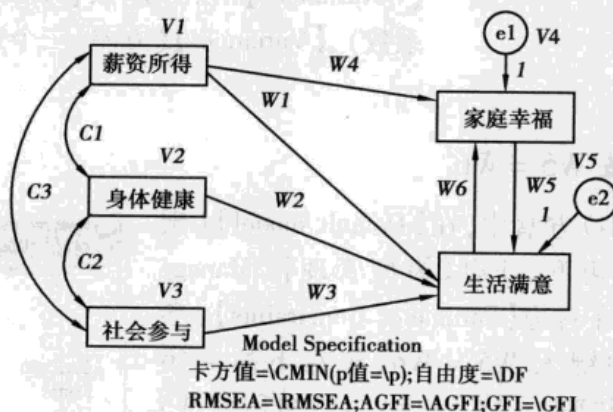 V1
薪资所得
e1 V4
1
W4
W1
家庭幸福
C1
V2
身体健康
C3
W2
W6
W5
V5
1
e2
C2
V3
W3
生活满意
社会参与
Model Specification
卡方值=\CMIN(p值=\p);自由度=\DF
RMSEA=\RMSEA;AGFI=\AGFI:GFI=\GFI